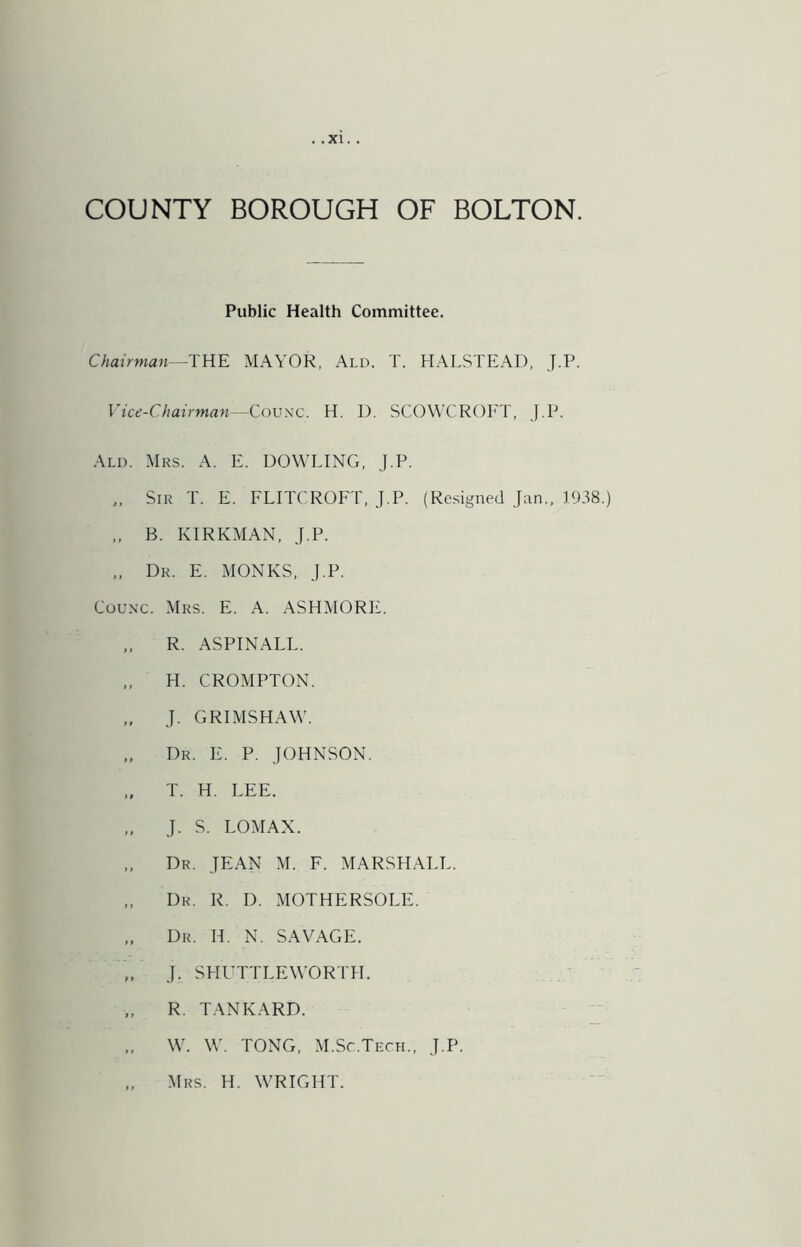 ..xi..
COUNTY BOROUGH OF BOLTON.
Public Health Committee.
Chairman—THE MAYOR, Ald. T. HALSTEAD, J.P.
Vice-Chairman—Counc. H. D. SCOWCROFT, J.P.
Ald. Mrs. A. E. DOWLING, J.P.
„ Sir T. E. FLITCROFT, J.P. (Resigned Jan., 1938.)
„ B. KIRKMAN, J.P.
„ Dr. E. MONKS, J.P.
Counc. Mrs. E. A. ASHMORE.
„ R. ASPINALL.
„ H. CROMPTON.
„ J. GRIMSHAW.
„ Dr. E. P. JOHNSON.
„ T. H. LEE.
„ J. S. LOMAX.
„ Dr. JEAN M. F. MARSHALL.
„ Dr. R. D. MOTHERSOLE.
„ Dr. H. N. SAVAGE.
„ J. SHUTTLEWORTH.
„ R. TANKARD.
„ W. W. TONG, M.Sc.Tech., J.P.
„ Mrs. H. WRIGHT.